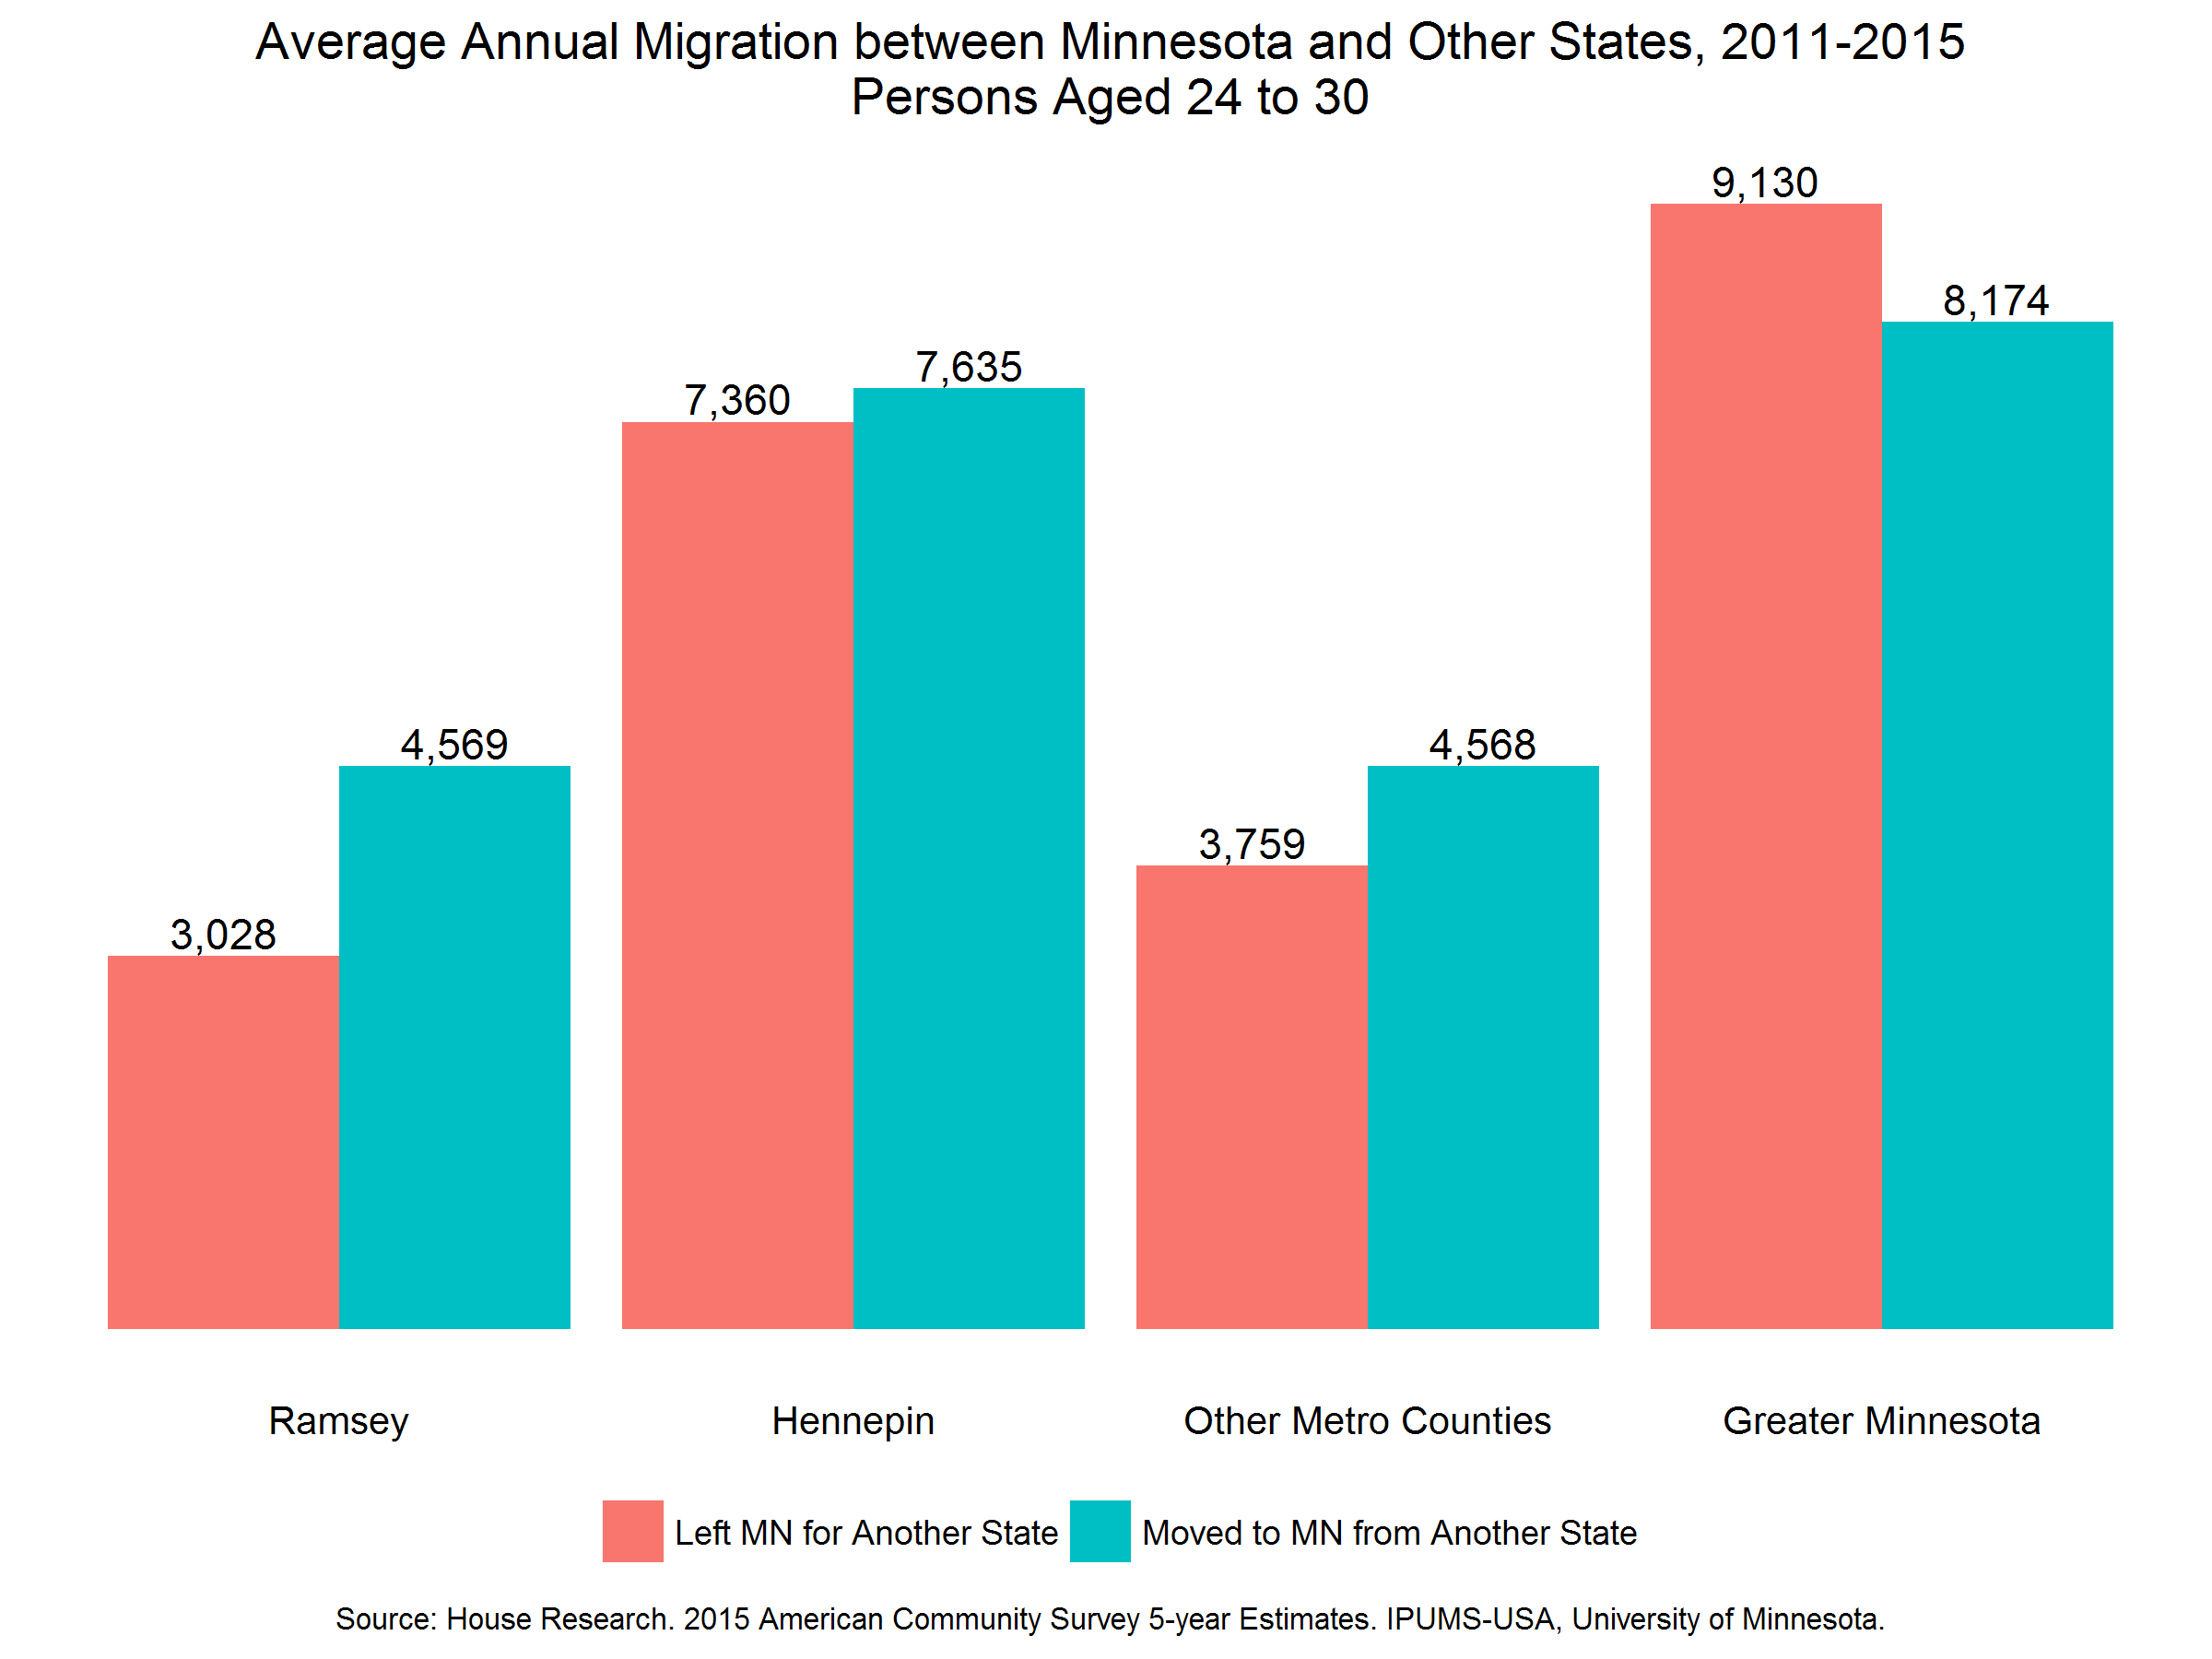 Average Annual Migration between Minnesota and Other States, 2011-2015
Persons Aged 24 to 30
9,130
8,174
7,635
7,360
4,569
4,568
3,759
3,028
Ramsey Hennepin Other Metro Counties Greater Minnesota
Left MN for Another State Moved to MN from Another State
Source: House Research. 2015 American Community Survey 5-year Estimates. IPUMS-USA, University of Minnesota.